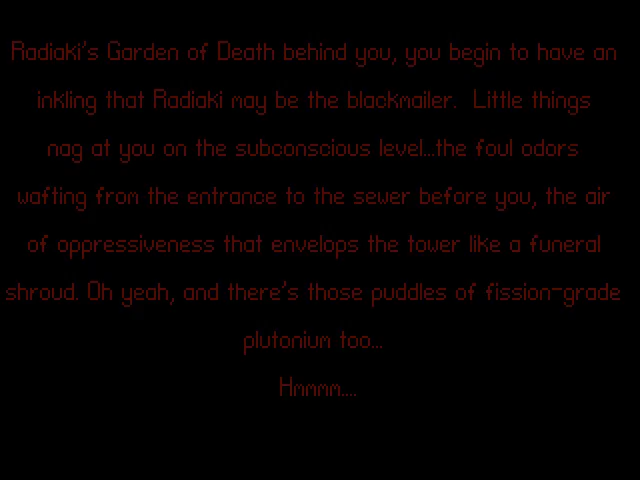 Radiaki's Garden of Death behind you, you begin to have an
inkling that Radiaki may be the blackmailer.  Little things
nag at you on the subconscious level...the foul odors
wafting from the entrance to the sewer before you, the air
of oppressiveness that envelops the tower like a funeral
shroud. Oh yeah, and there's those puddles of fission-grade
plutonium too...
Hmmmm....